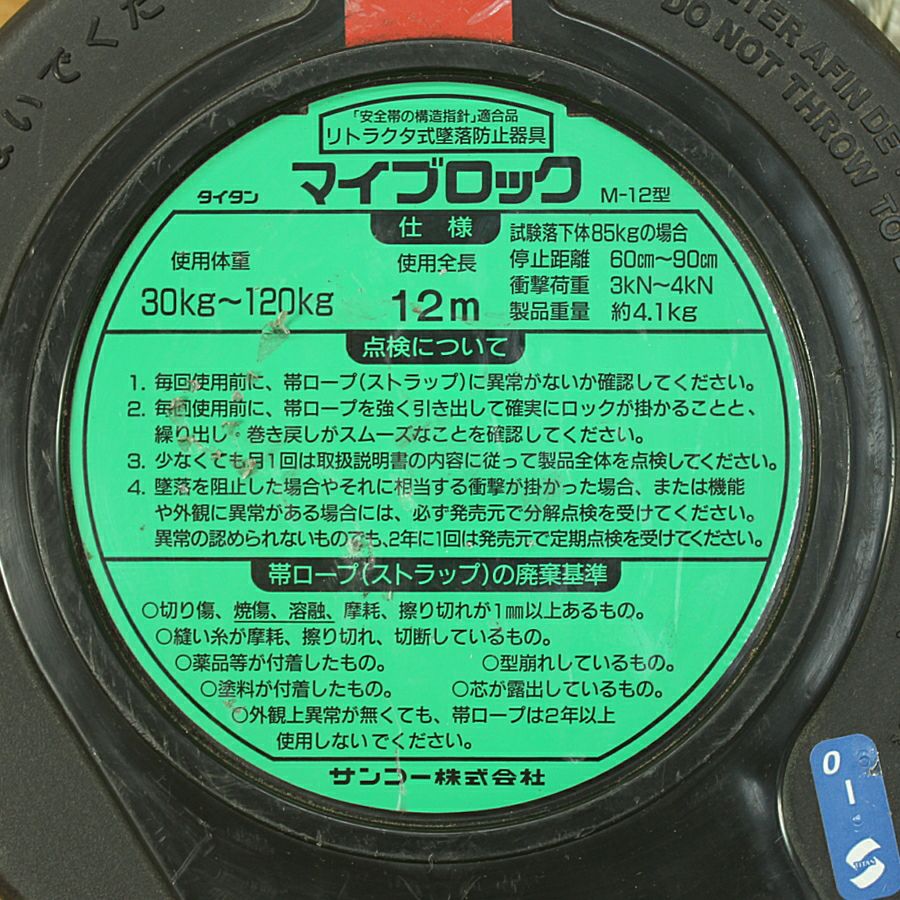 いでくだ
TER AFIN DE
DO NOT THROW TO
「安全帯の構造指針」適合品
リトラクタ式墜落防止器具
タイタン マイブロック M-12型
仕様
使用体重
30kg～120kg
使用全長
12m
試験落下体85kgの場合
停止距離 60cm～90cm
衝撃荷重 3kN～4kN
製品重量 約4.1kg
点検について
1. 毎回使用前に、帯ロープ(ストラップ)に異常がないか確認してください。
2. 毎回使用前に、帯ロープを強く引き出して確実にロックが掛かることと、
繰り出し・巻き戻しがスムーズなことを確認してください。
3. 少なくても月1回は取扱説明書の内容に従って製品全体を点検してください。
4. 墜落を阻止した場合やそれに相当する衝撃が掛かった場合、または機能
や外観に異常がある場合には、必ず発売元で分解点検を受けてください。
異常の認められないものでも、2年に1回は発売元で定期点検を受けてください。
帯ロープ(ストラップ)の廃棄基準
○切り傷、焼傷、溶融、摩耗、擦り切れが1mm以上あるもの。
○縫い糸が摩耗、擦り切れ、切断しているもの。
○薬品等が付着したもの。 ○型崩れしているもの。
○塗料が付着したもの。 ○芯が露出しているもの。
○外観上異常が無くても、帯ロープは2年以上
使用しないでください。
サンコー株式会社
0
TITAN